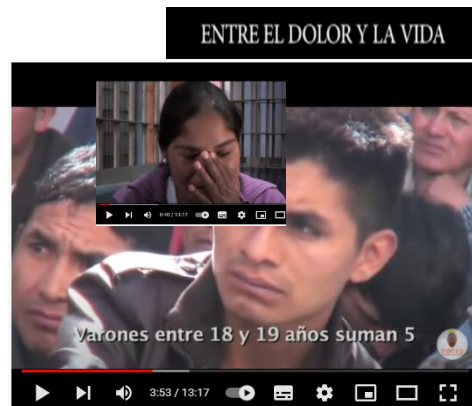 ENTRE EL DOLOR Y LA VIDA
0:40 / 13:17
Varones entre 18 y 19 años suman 5
VOCES
3:53 / 13:17